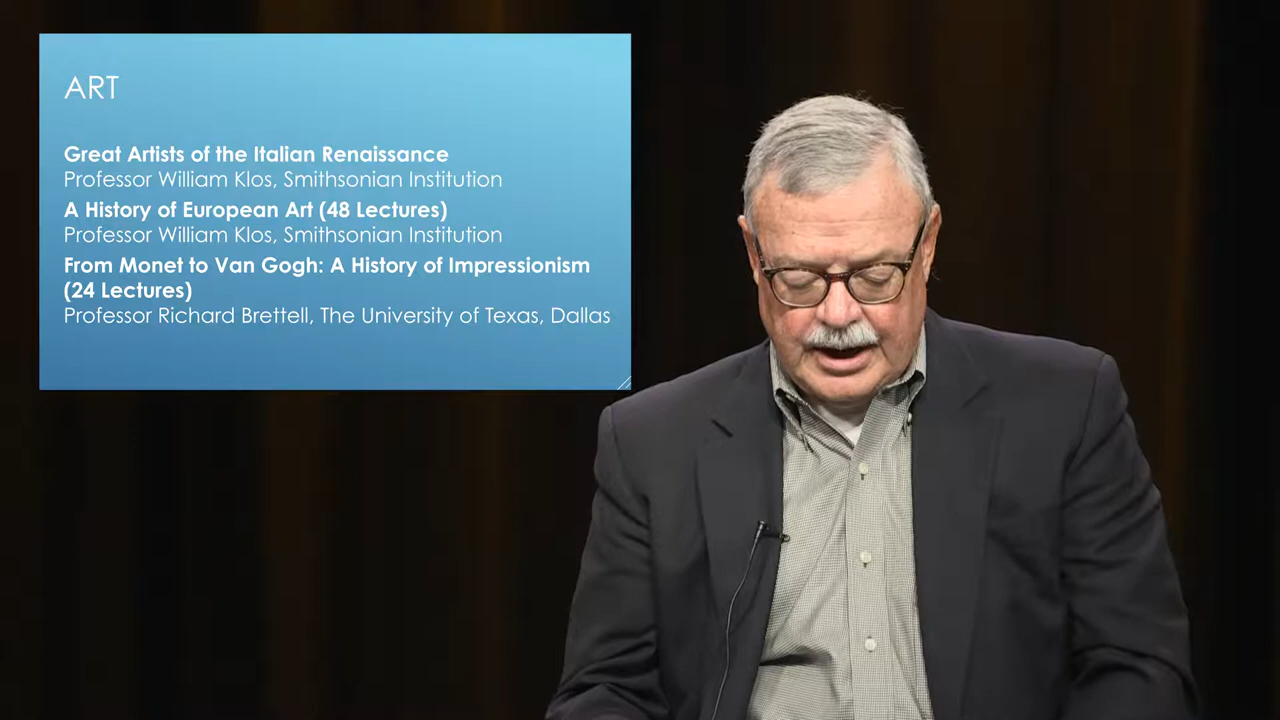 ART
Great Artists of the Italian Renaissance
Professor William Klos, Smithsonian Institution
A History of European Art (48 Lectures)
Professor William Klos, Smithsonian Institution
From Monet to Van Gogh: A History of Impressionism
(24 Lectures)
Professor Richard Brettell, The University of Texas, Dallas